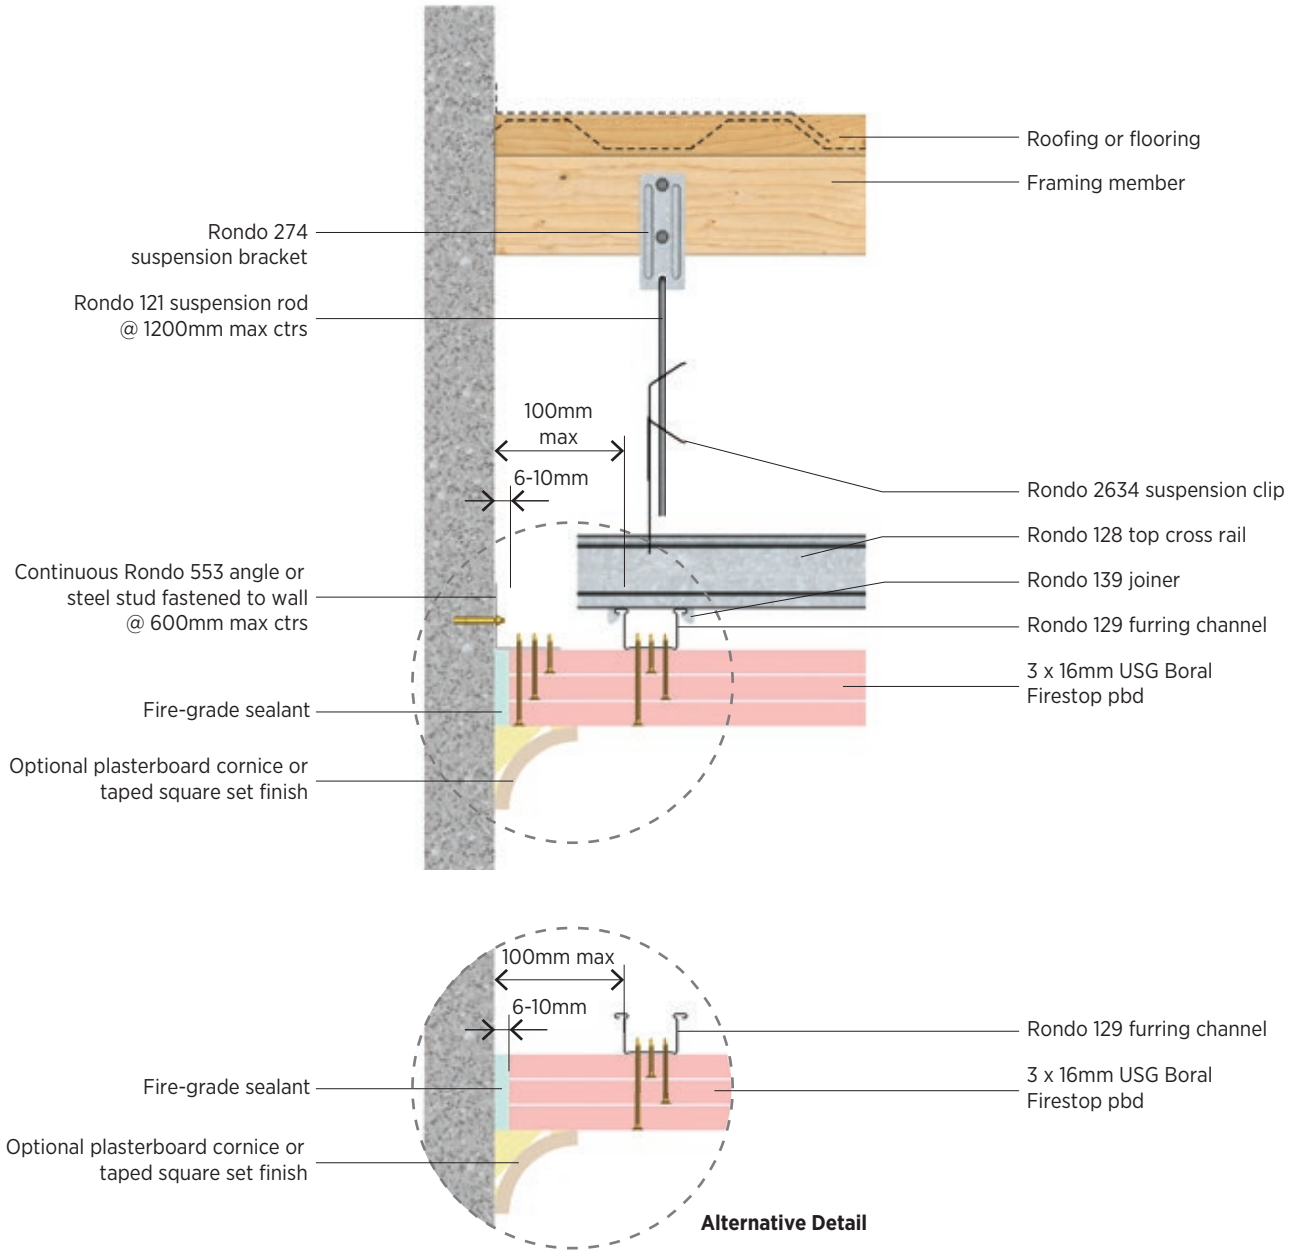 Roofing or flooring
Framing member
Rondo 274
suspension bracket
Rondo 121 suspension rod
@ 1200mm max ctrs
100mm
max
6-10mm
Rondo 2634 suspension clip
Rondo 128 top cross rail
Rondo 139 joiner
Rondo 129 furring channel
3 x 16mm USG Boral
Firestop pbd
Continuous Rondo 553 angle or
steel stud fastened to wall
@ 600mm max ctrs
Fire-grade sealant
Optional plasterboard cornice or
taped square set finish
100mm max
6-10mm
Rondo 129 furring channel
3 x 16mm USG Boral
Firestop pbd
Fire-grade sealant
Optional plasterboard cornice or
taped square set finish
Alternative Detail